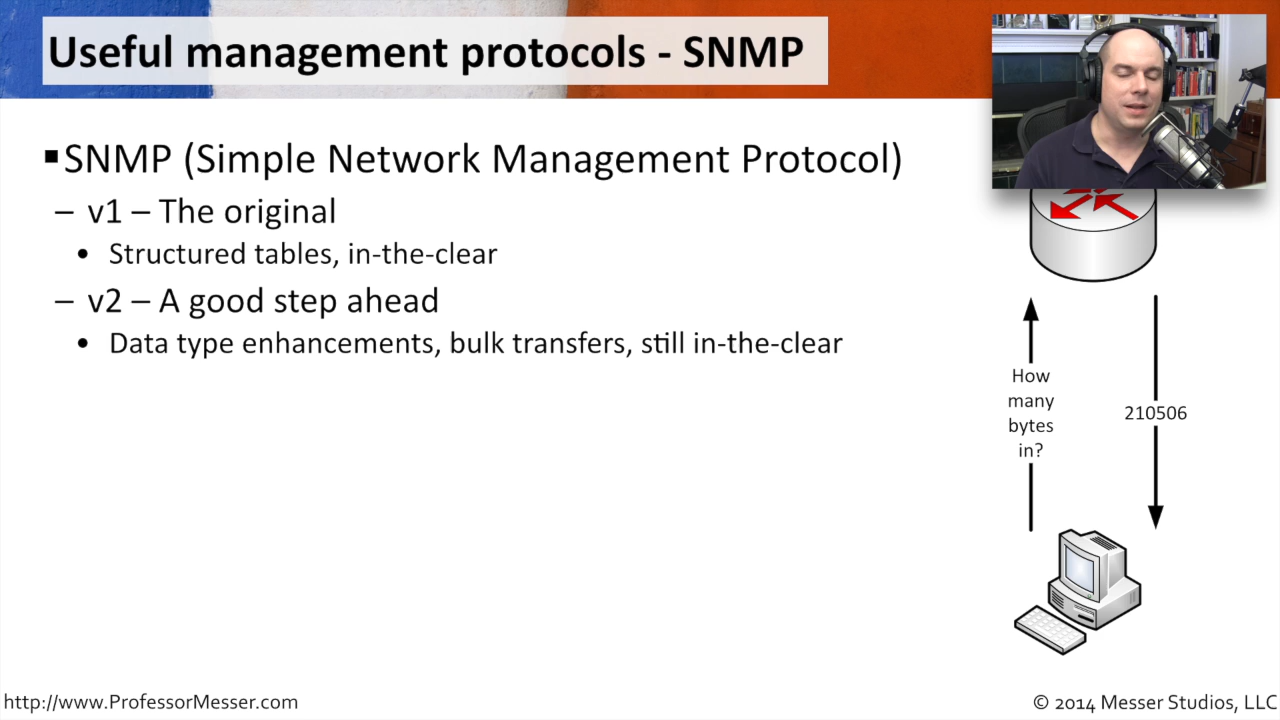 Useful management protocols - SNMP
▪SNMP (Simple Network Management Protocol)
– v1 – The original
• Structured tables, in-the-clear
– v2 – A good step ahead
• Data type enhancements, bulk transfers, still in-the-clear
How
many
bytes
in?
210506
http://www.ProfessorMesser.com
© 2014 Messer Studios, LLC